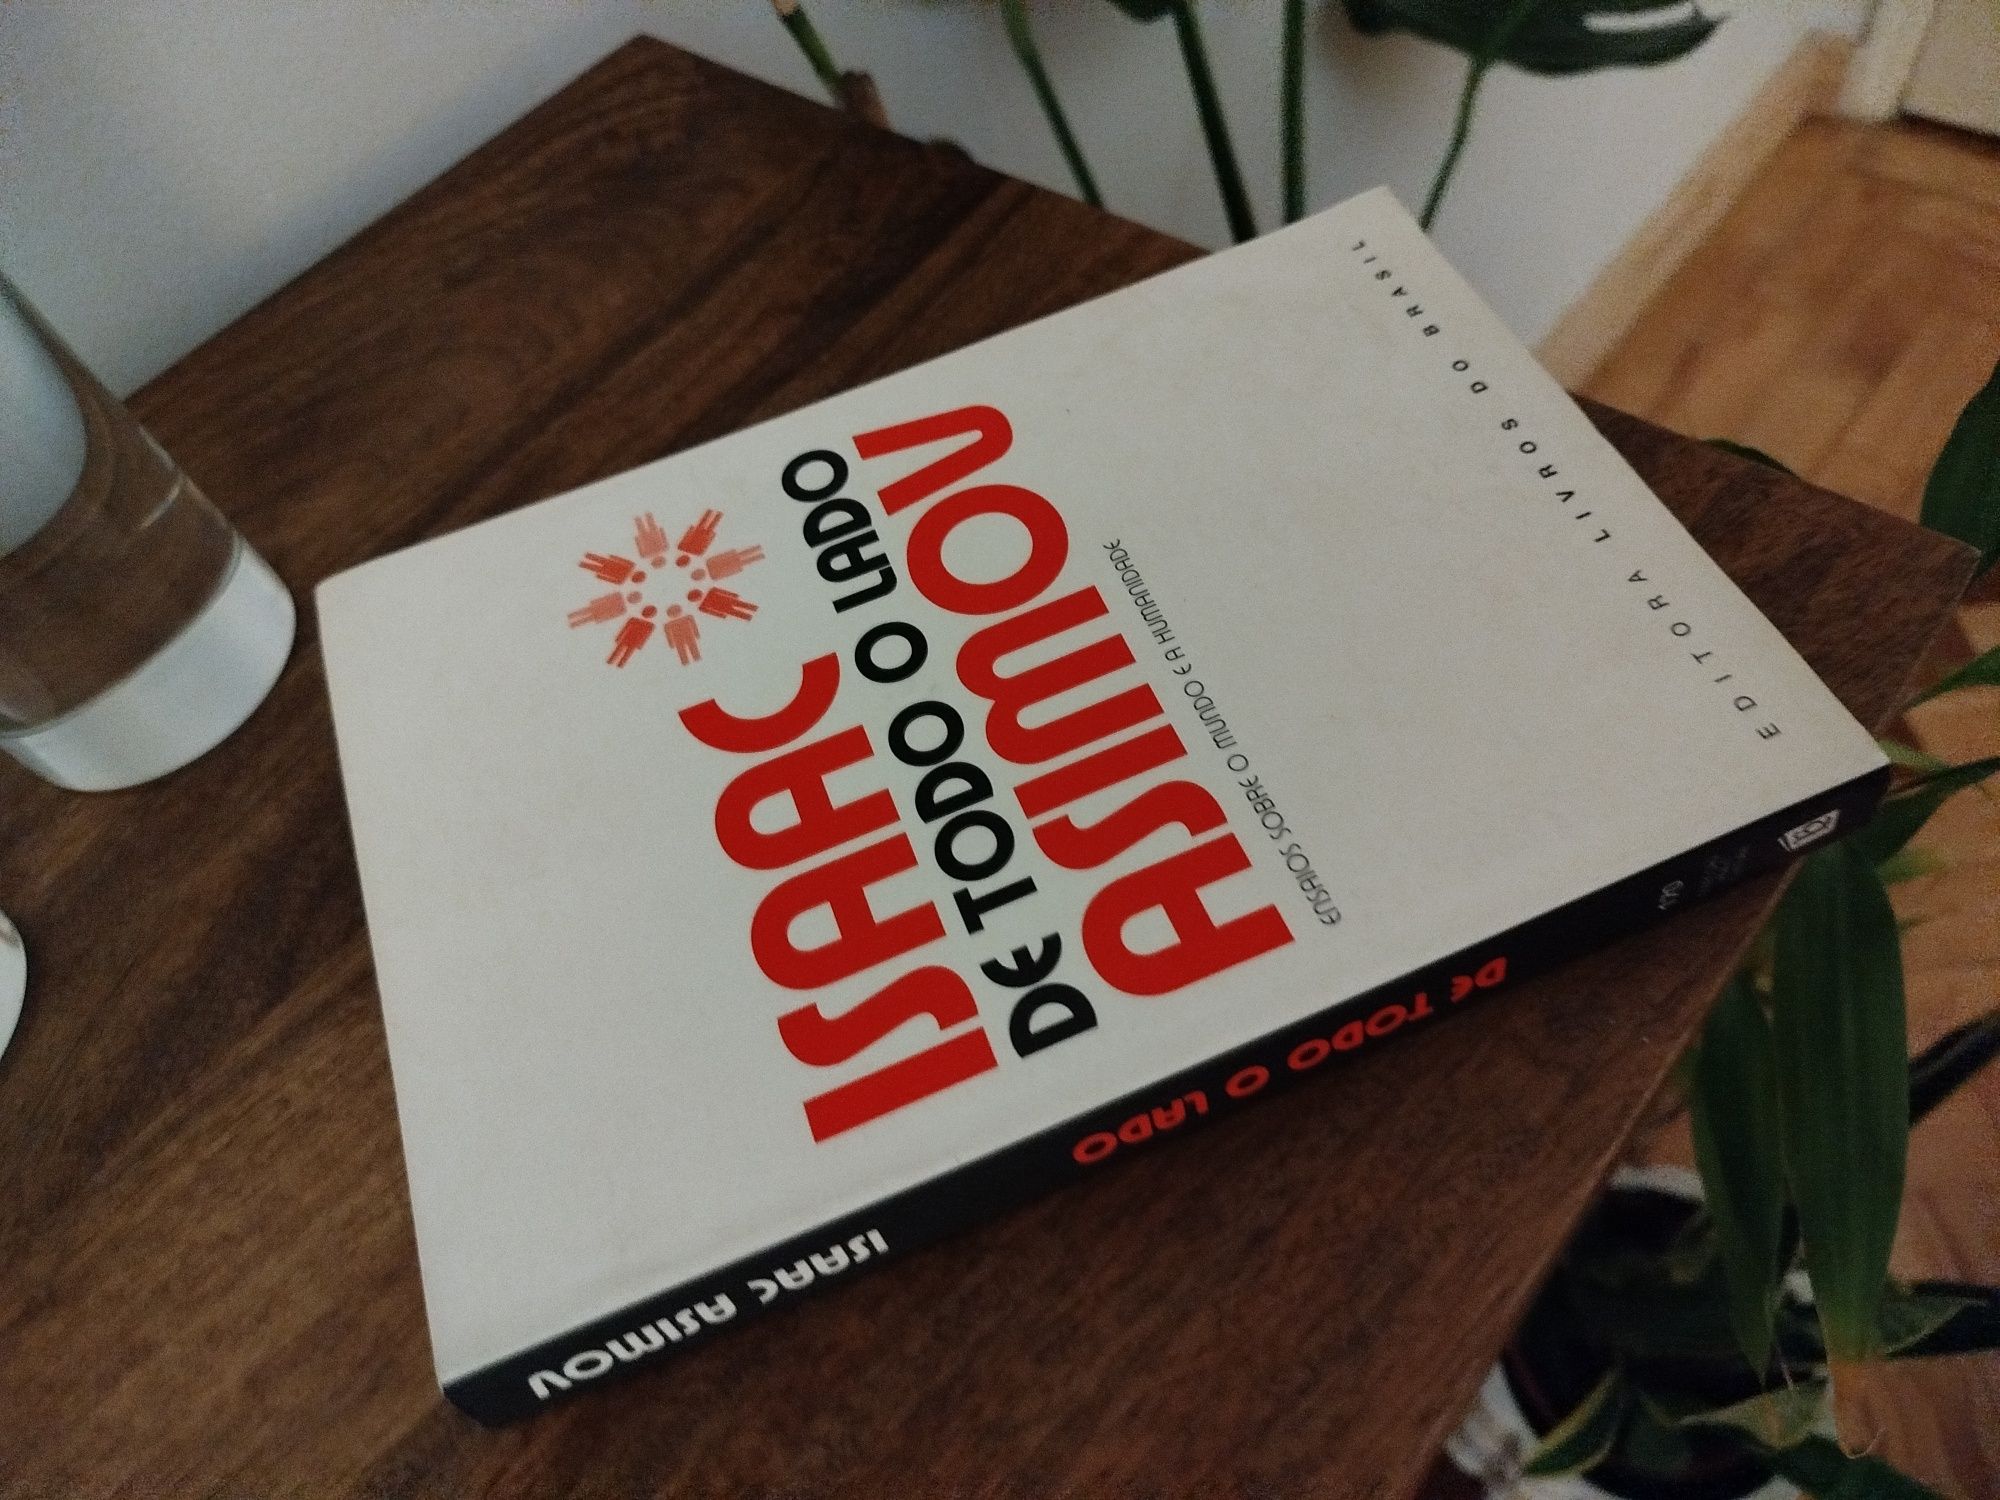 ISAAC
DE TODO O LADO
ASIMOV
ENSAIOS SOBRE O MUNDO E A HUMANIDADE
EDITORA LIVROS DO BRASIL
ISAAC ASIMOV
DE TODO O LADO